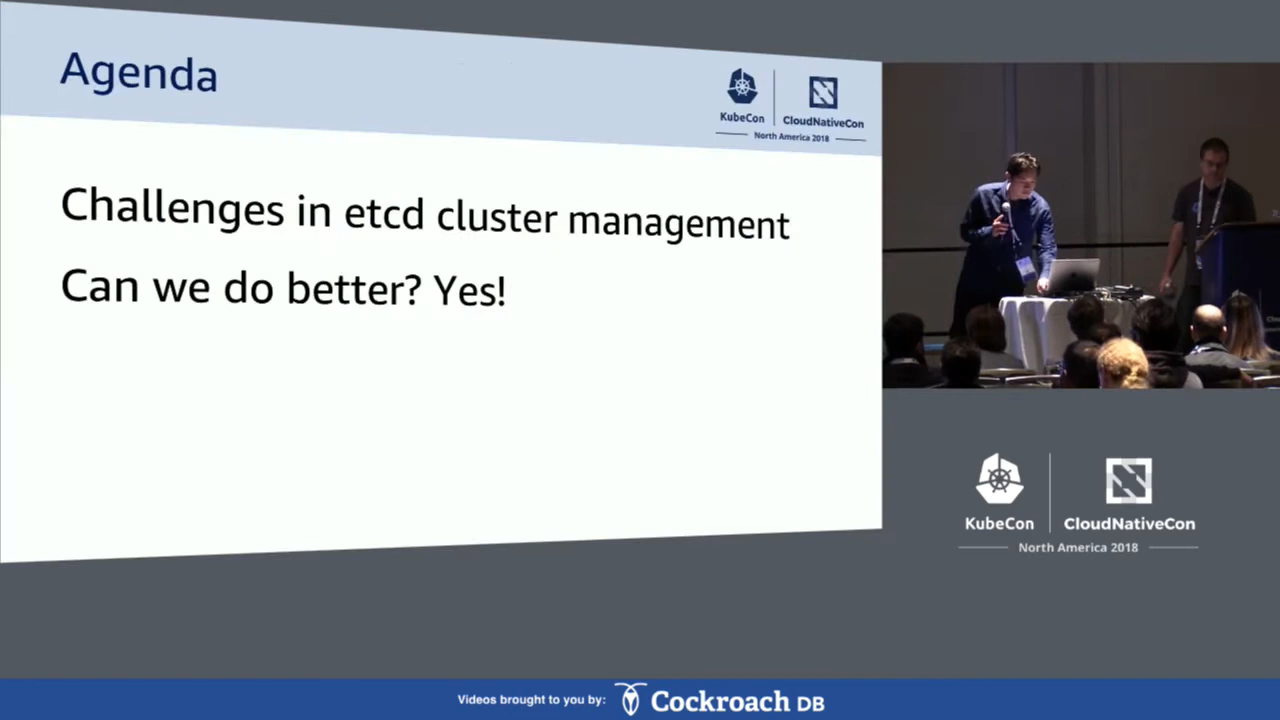 Agenda
KubeCon
CloudNativeCon
North America 2018
Challenges in etcd cluster management
Can we do better? Yes!
KubeCon
CloudNativeCon
North America 2018
Videos brought to you by:
Cockroach DB